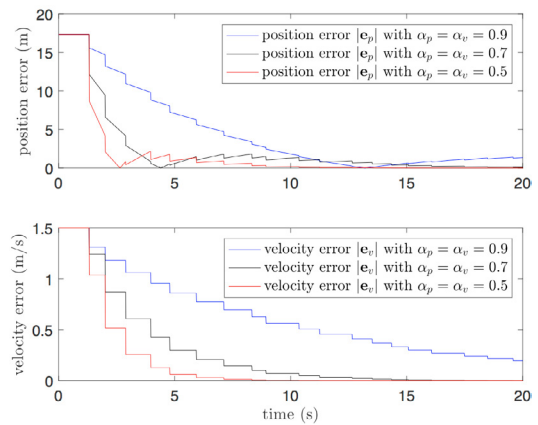 20
15
10
5
0
position error (m)
position error |e_p| with α_p = α_v = 0.9
position error |e_p| with α_p = α_v = 0.7
position error |e_p| with α_p = α_v = 0.5
0 5 10 15 20
1.5
1
0.5
0
velocity error (m/s)
velocity error |e_v| with α_p = α_v = 0.9
velocity error |e_v| with α_p = α_v = 0.7
velocity error |e_v| with α_p = α_v = 0.5
0 5 10 15 20
time (s)